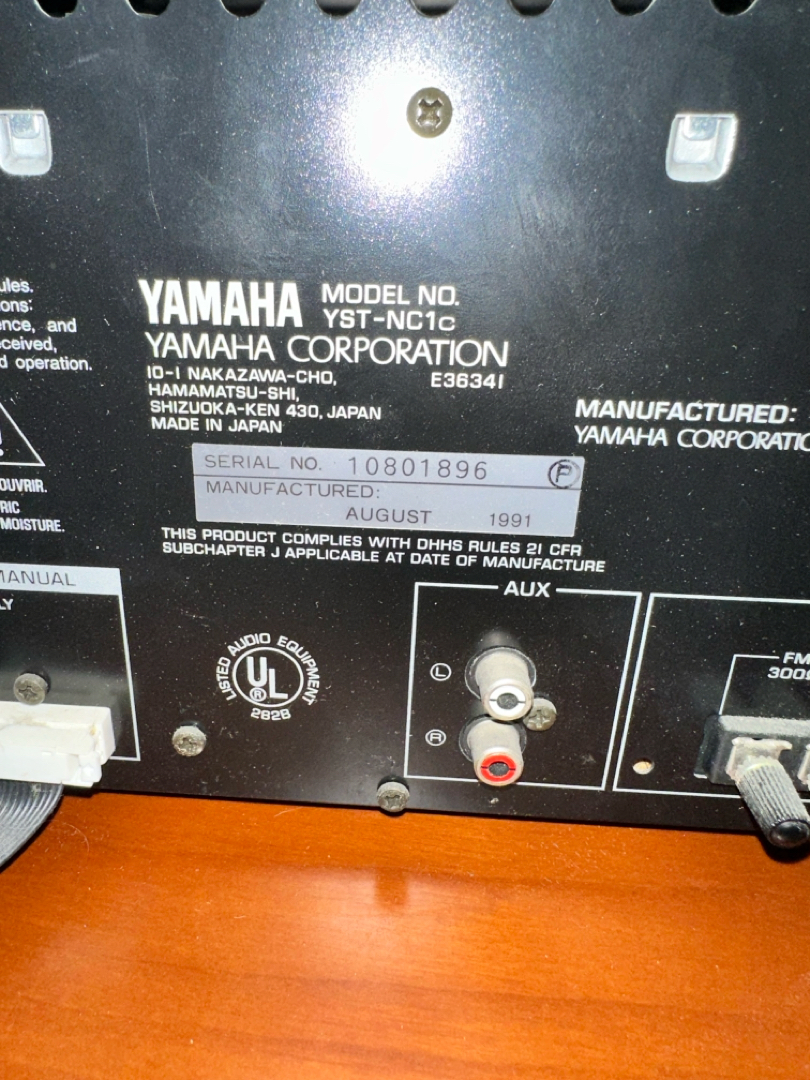 ules.
ons:
ence, and
eceived,
d operation.
OUVRIR.
RIC
MOISTURE.
MANUAL
LY
YAMAHA MODEL NO.
YST-NC1c
YAMAHA CORPORATION
10-1 NAKAZAWA-CHO, E36341
HAMAMATSU-SHI,
SHIZUOKA-KEN 430, JAPAN
MADE IN JAPAN
MANUFACTURED:
YAMAHA CORPORATIO
SERIAL NO. 10801896 P
MANUFACTURED:
AUGUST 1991
THIS PRODUCT COMPLIES WITH DHHS RULES 21 CFR
SUBCHAPTER J APPLICABLE AT DATE OF MANUFACTURE
LISTED AUDIO EQUIPMENT
UL
®
282B
AUX
L
R
FM
300Ω